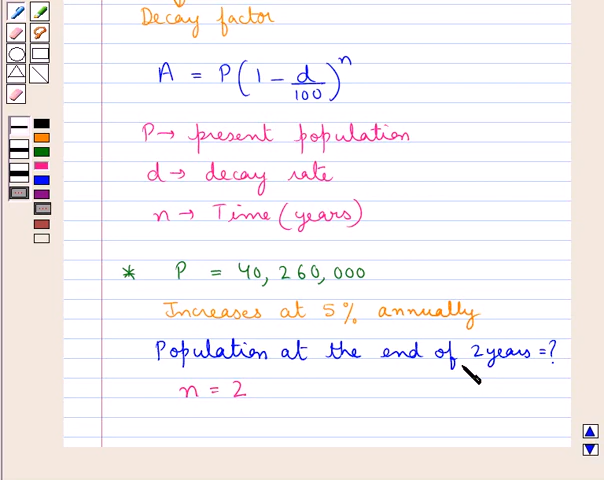 Decay factor
A = P(1 - d/100)^n
P → present population
d → decay rate
n → Time (years)
* P = 40,260,000
Increases at 5% annually
Population at the end of 2 years = ?
n = 2